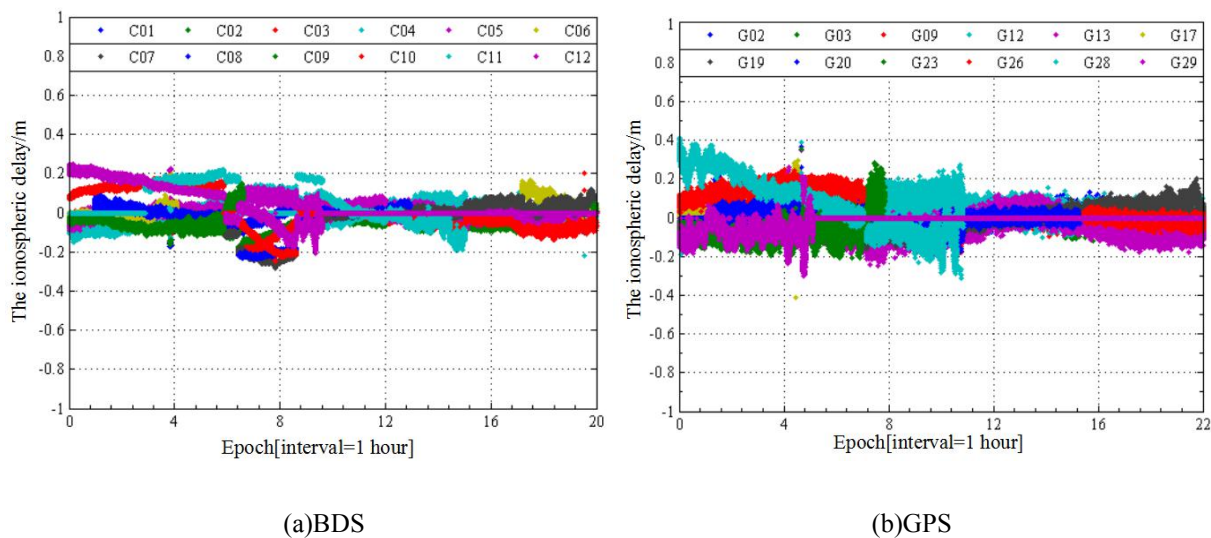 The ionospheric delay/m
1
0.8
0.6
0.4
0.2
0
-0.2
-0.4
-0.6
-0.8
-1
C01 C02 C03 C04 C05 C06
C07 C08 C09 C10 C11 C12
0 4 8 12 16 20
Epoch[interval=1 hour]
(a)BDS
The ionospheric delay/m
1
0.8
0.6
0.4
0.2
0
-0.2
-0.4
-0.6
-0.8
-1
G02 G03 G09 G12 G13 G17
G19 G20 G23 G26 G28 G29
0 4 8 12 16 22
Epoch[interval=1 hour]
(b)GPS